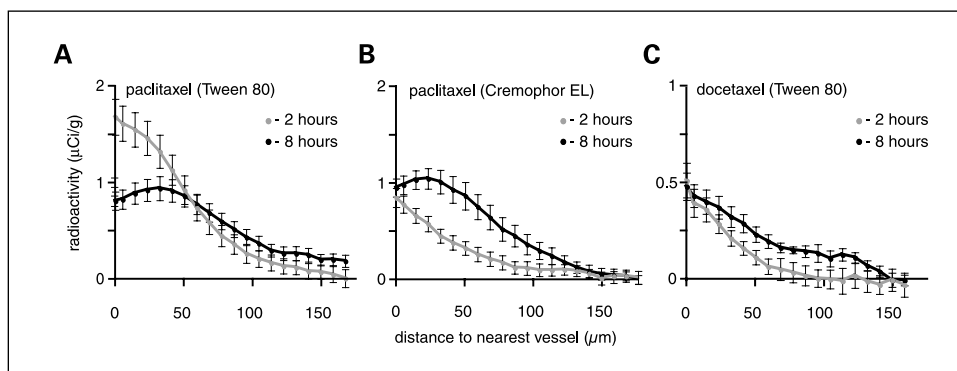 A
B
C
paclitaxel (Tween 80)
- 2 hours
- 8 hours
paclitaxel (Cremophor EL)
- 2 hours
- 8 hours
docetaxel (Tween 80)
- 2 hours
- 8 hours
radioactivity (µCi/g)
2
1
0
2
1
0
1
0.5
0
0 50 100 150
0 50 100 150
0 50 100 150
distance to nearest vessel (µm)